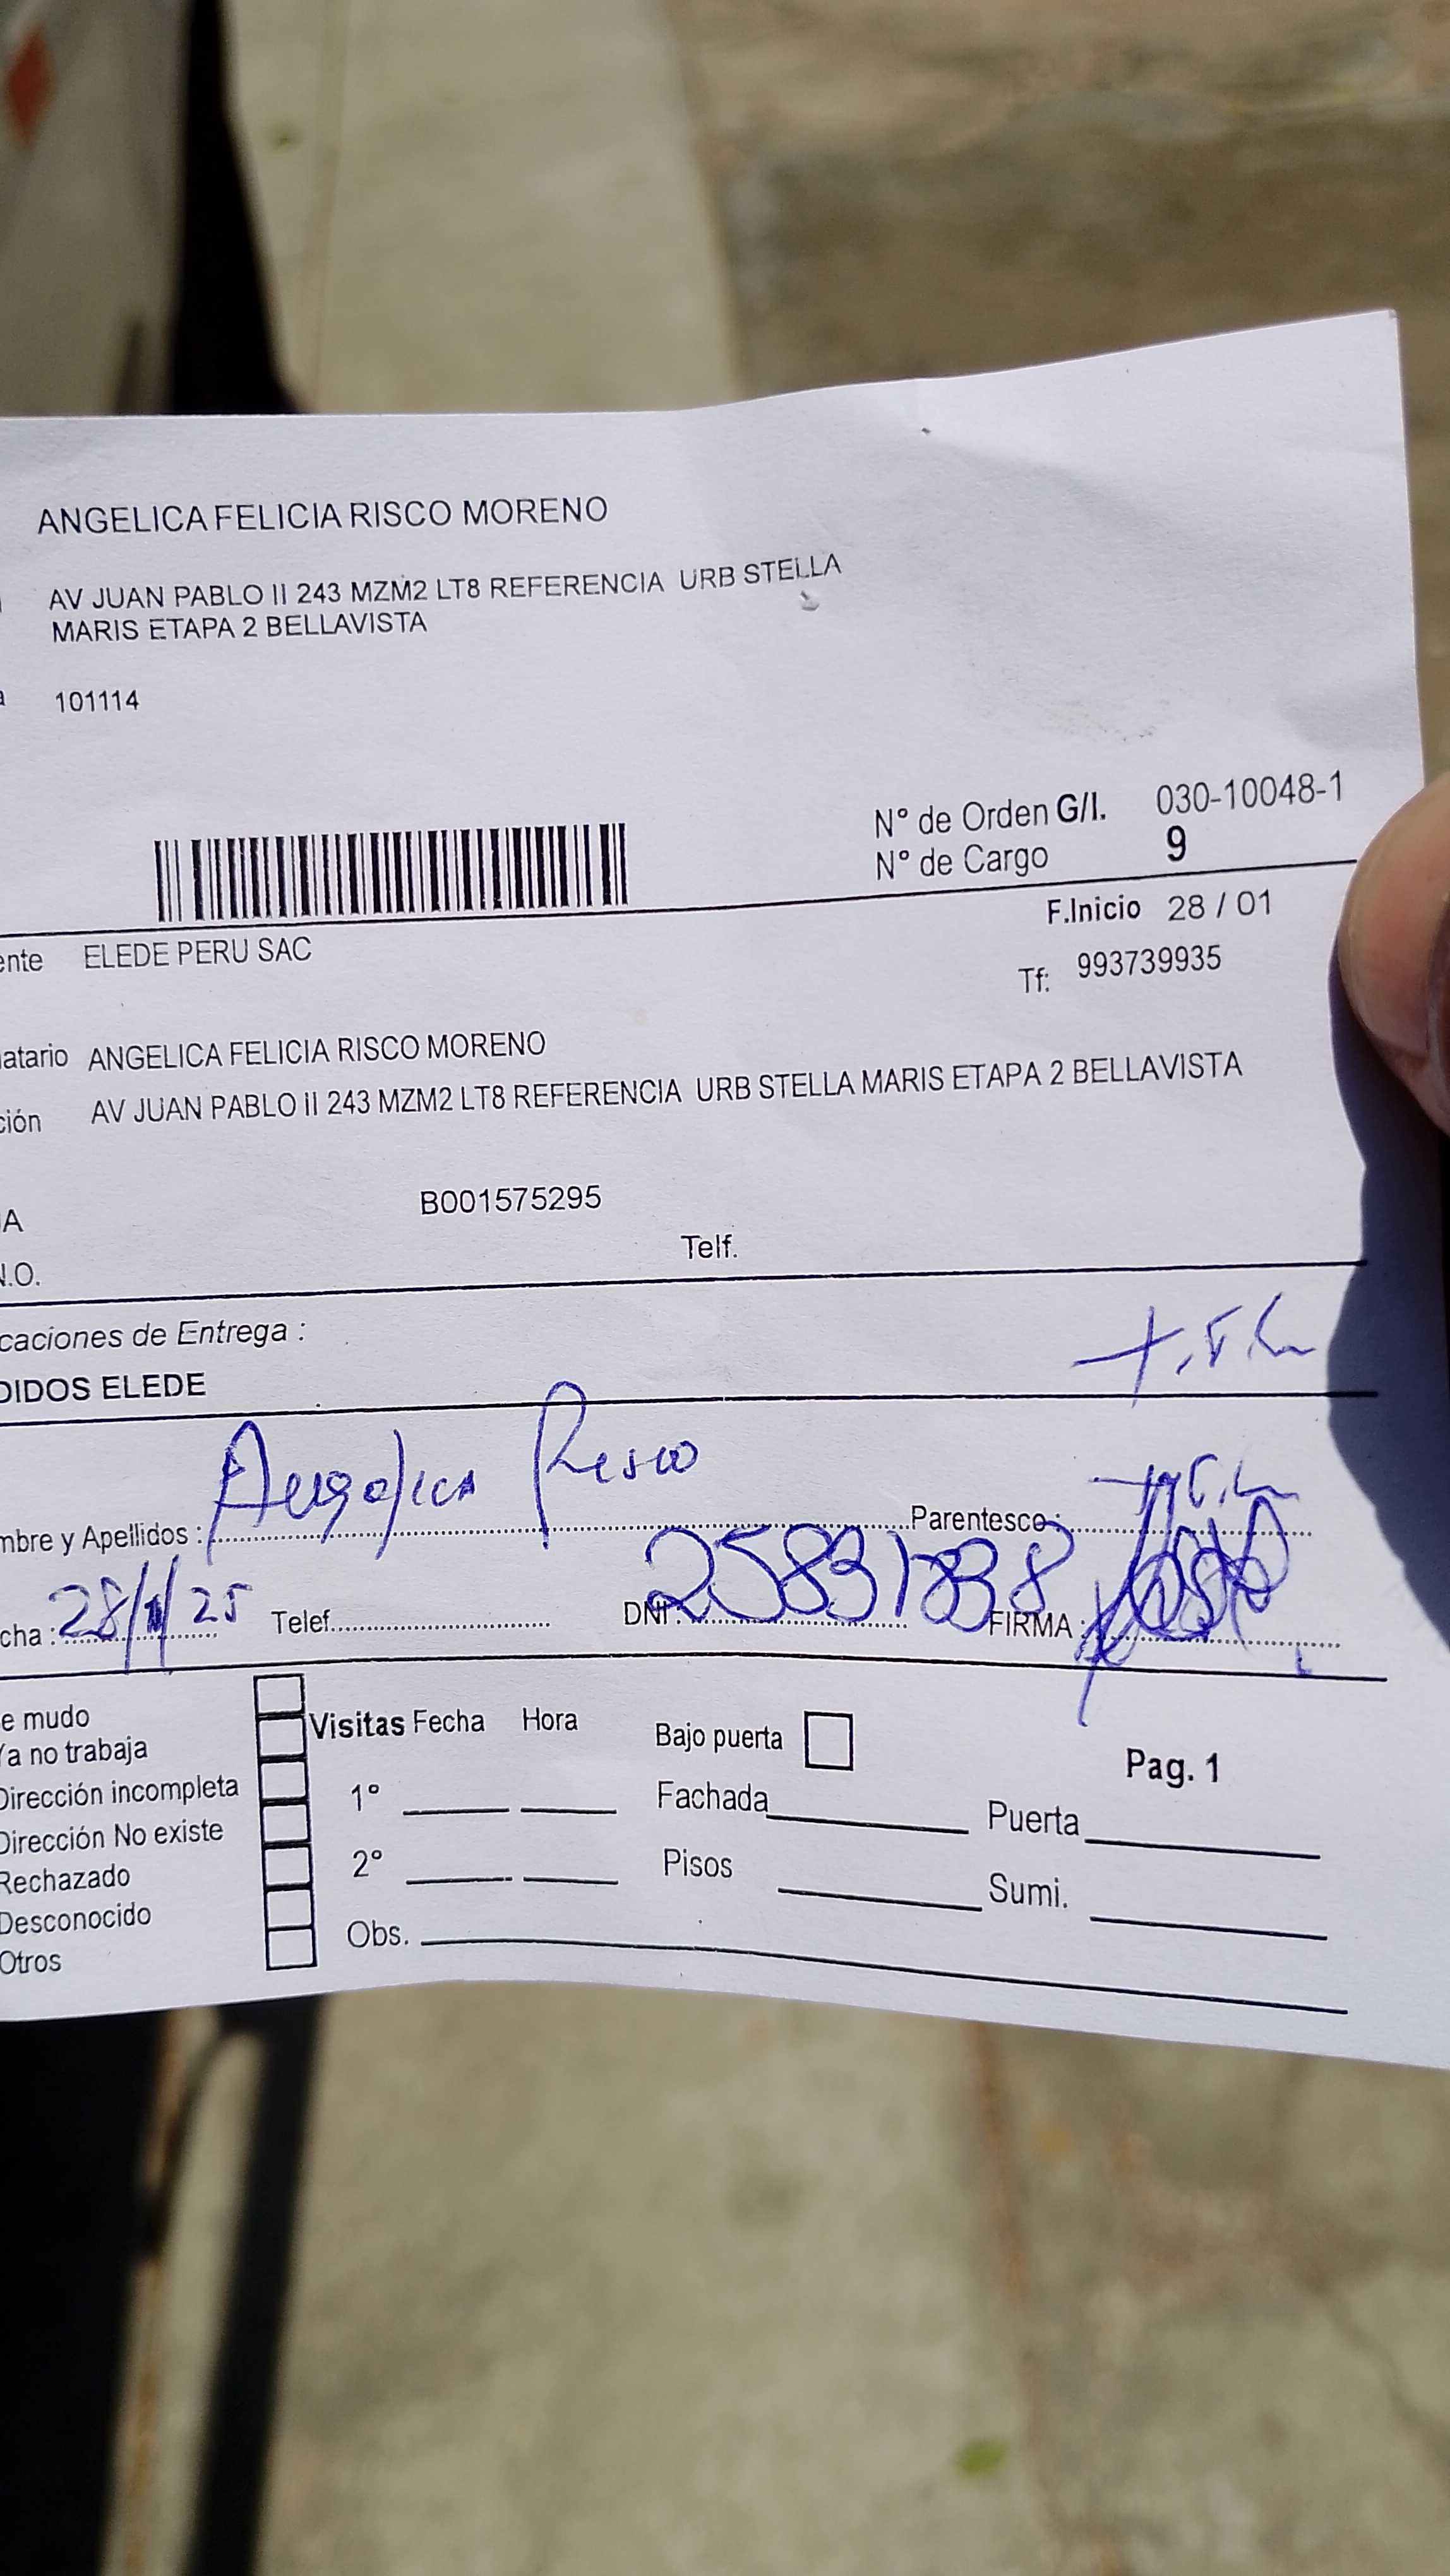 ANGELICA FELICIA RISCO MORENO
AV JUAN PABLO II 243 MZM2 LT8 REFERENCIA URB STELLA
MARIS ETAPA 2 BELLAVISTA
a 101114
N° de Orden G/I. 030-10048-1
N° de Cargo 9
F.Inicio 28 / 01
ente ELEDE PERU SAC
Tf: 993739935
atario ANGELICA FELICIA RISCO MORENO
ción AV JUAN PABLO II 243 MZM2 LT8 REFERENCIA URB STELLA MARIS ETAPA 2 BELLAVISTA
A B001575295
Telf.
N.O.
caciones de Entrega :
DIDOS ELEDE
mbre y Apellidos : Angelica Risco Parentesco :
cha : 28/1/25 Telef. DNI : 25831838 FIRMA :
e mudo
Ya no trabaja
Dirección incompleta
Dirección No existe
Rechazado
Desconocido
Otros
Visitas Fecha Hora
1°
2°
Obs.
Bajo puerta
Fachada
Pisos
Pag. 1
Puerta
Sumi.